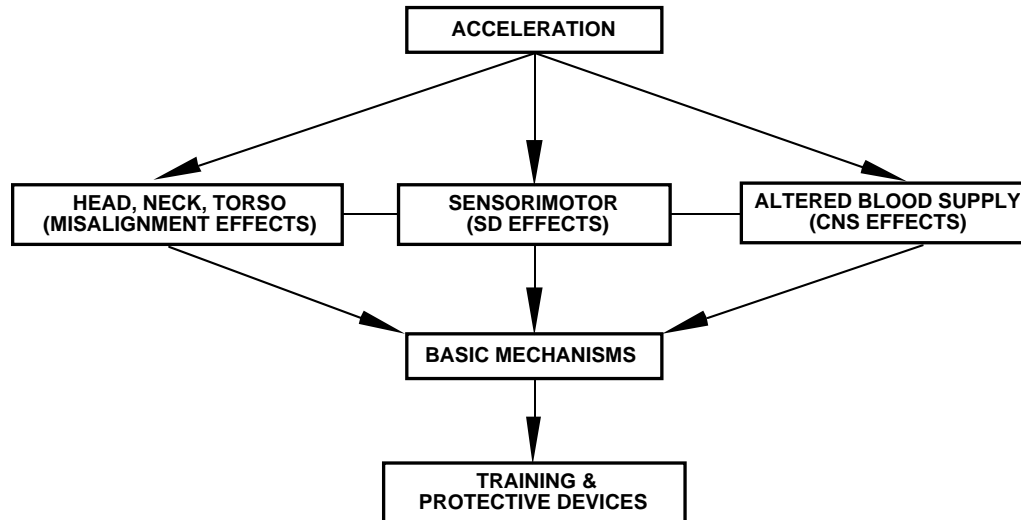 ACCELERATION
HEAD, NECK, TORSO
(MISALIGNMENT EFFECTS)
SENSORIMOTOR
(SD EFFECTS)
ALTERED BLOOD SUPPLY
(CNS EFFECTS)
BASIC MECHANISMS
TRAINING &
PROTECTIVE DEVICES